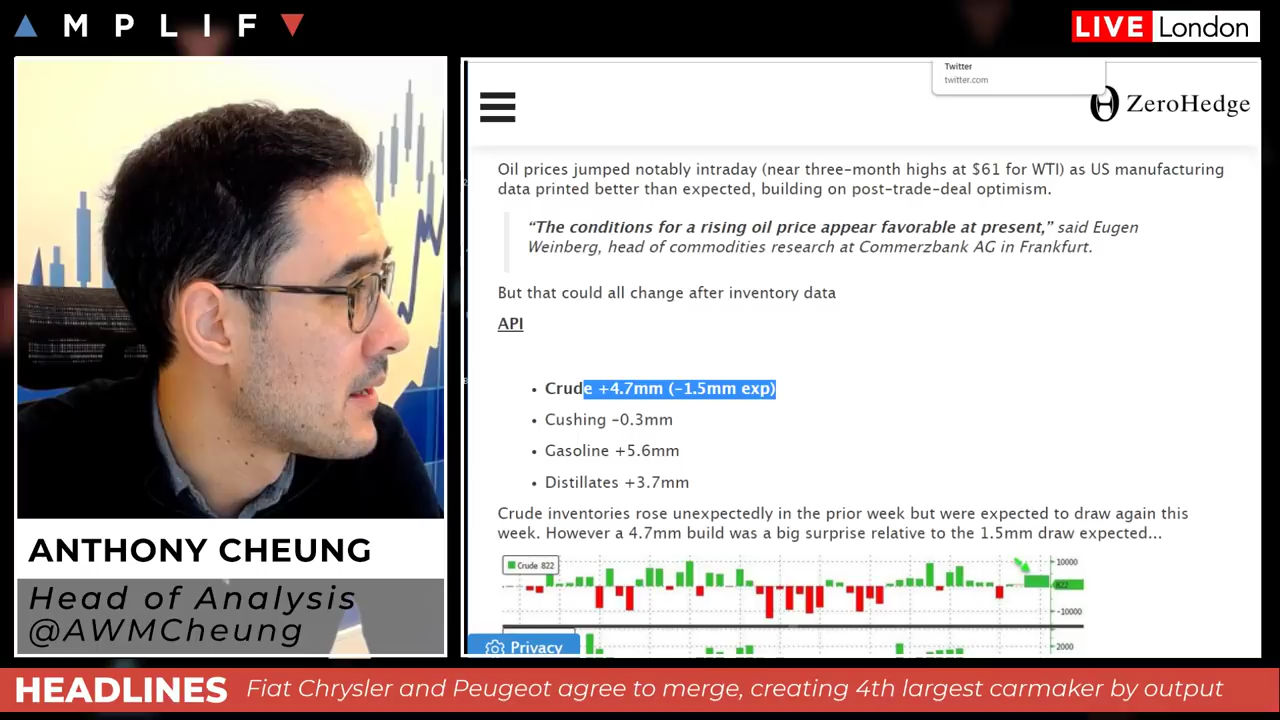 AMPLIFY
LIVE London
Twitter
twitter.com
ZeroHedge
Oil prices jumped notably intraday (near three-month highs at $61 for WTI) as US manufacturing
data printed better than expected, building on post-trade-deal optimism.
“The conditions for a rising oil price appear favorable at present,” said Eugen
Weinberg, head of commodities research at Commerzbank AG in Frankfurt.
But that could all change after inventory data
API
• Crude +4.7mm (-1.5mm exp)
• Cushing -0.3mm
• Gasoline +5.6mm
• Distillates +3.7mm
Crude inventories rose unexpectedly in the prior week but were expected to draw again this
week. However a 4.7mm build was a big surprise relative to the 1.5mm draw expected...
Crude 822
10000
822
-10000
2000
Privacy
ANTHONY CHEUNG
Head of Analysis
@AWMCheung
HEADLINES Fiat Chrysler and Peugeot agree to merge, creating 4th largest carmaker by output